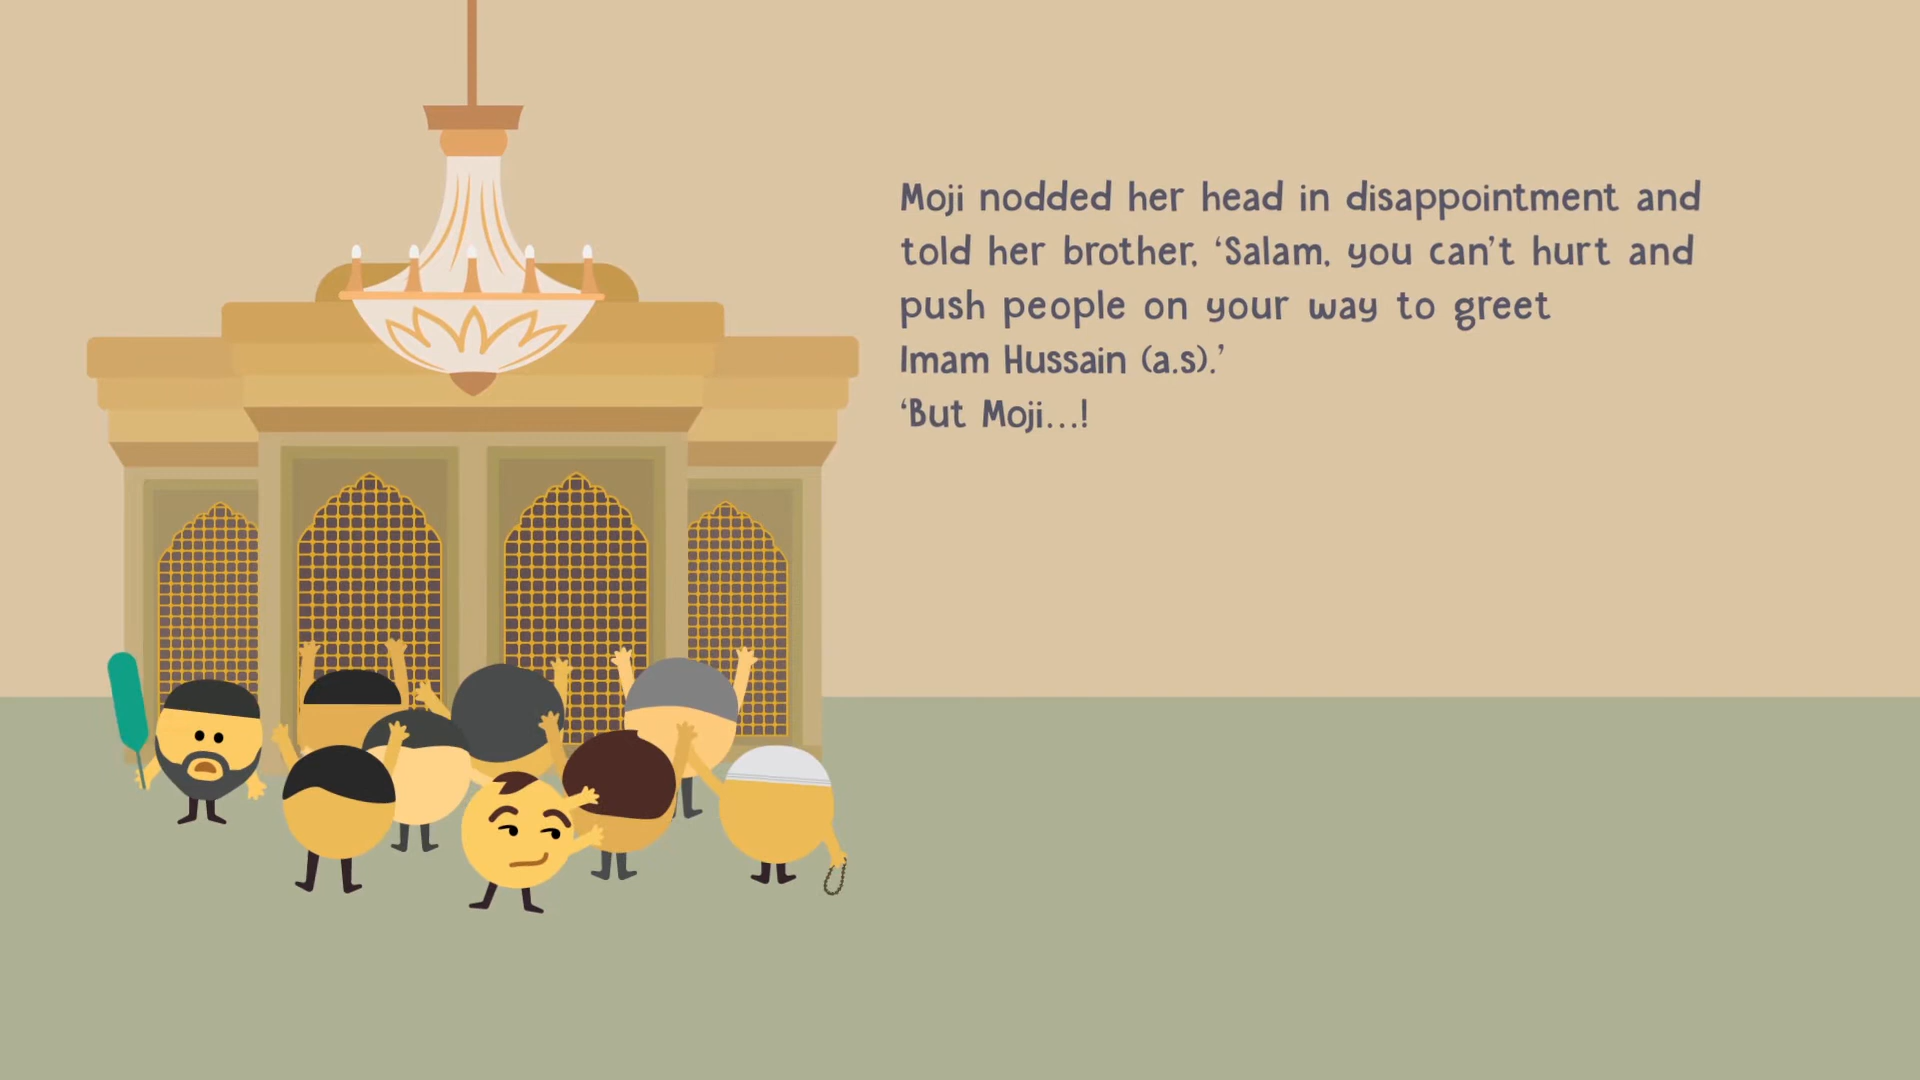 Moji nodded her head in disappointment and
told her brother, ‘Salam, you can’t hurt and
push people on your way to greet
Imam Hussain (a.s).’
‘But Moji...!